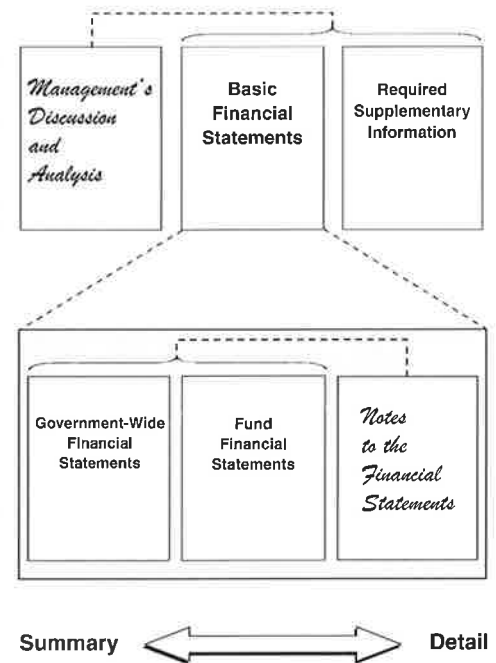 Management's
Discussion
and
Analysis
Basic
Financial
Statements
Required
Supplementary
Information
Government-Wide
Financial
Statements
Fund
Financial
Statements
Notes
to the
Financial
Statements
Summary
Detail